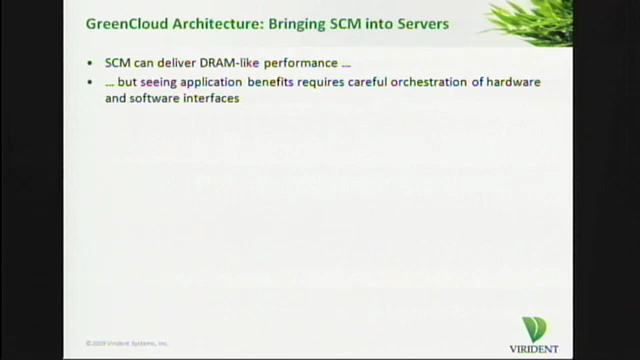 GreenCloud Architecture: Bringing SCM into Servers
• SCM can deliver DRAM-like performance ...
• ... but seeing application benefits requires careful orchestration of hardware
and software interfaces
©2009 Virident Systems, Inc.
VIRIDENT